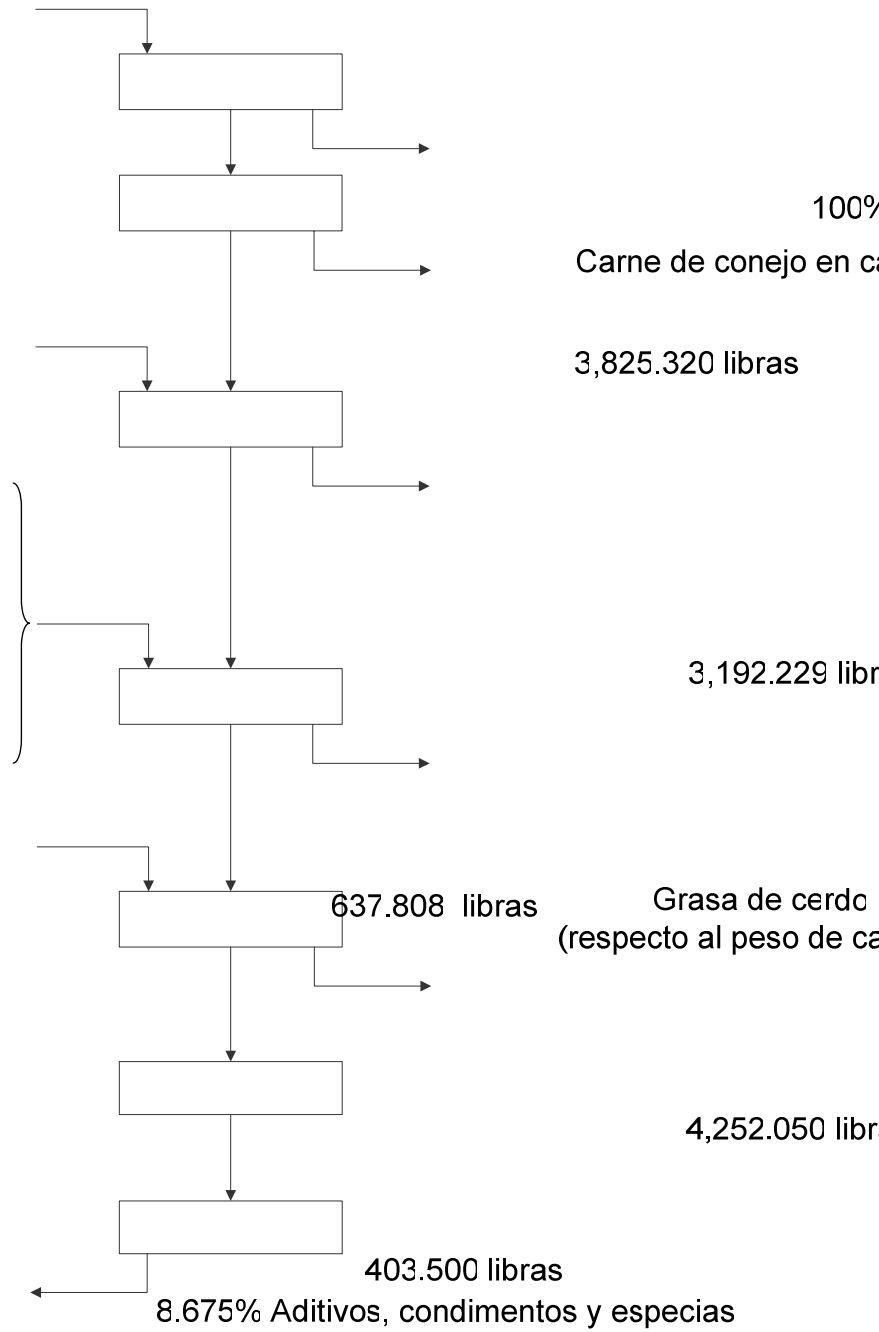 100%
Carne de conejo en ca
3,825.320 libras
3,192.229 libr
637.808 libras
Grasa de cerdo
(respecto al peso de ca
4,252.050 libra
403.500 libras
8.675% Aditivos, condimentos y especias